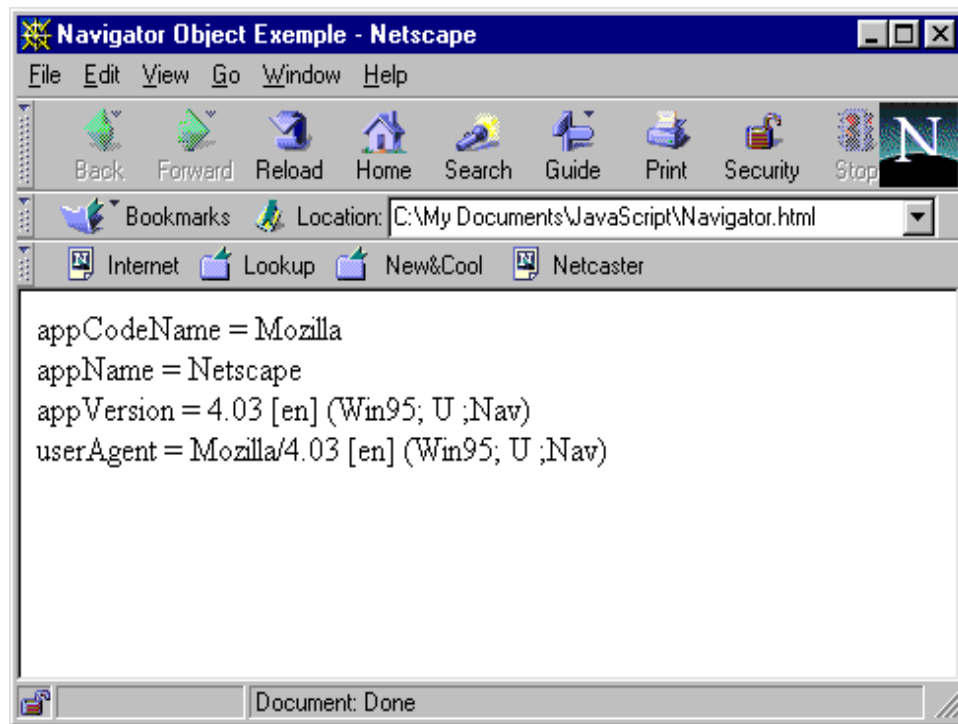 Navigator Object Exemple - Netscape
File Edit View Go Window Help
Back Forward Reload Home Search Guide Print Security Stop N
Bookmarks Location: C:\My Documents\JavaScript\Navigator.html
Internet Lookup New&Cool Netcaster
appCodeName = Mozilla
appName = Netscape
appVersion = 4.03 [en] (Win95; U ;Nav)
userAgent = Mozilla/4.03 [en] (Win95; U ;Nav)
Document: Done